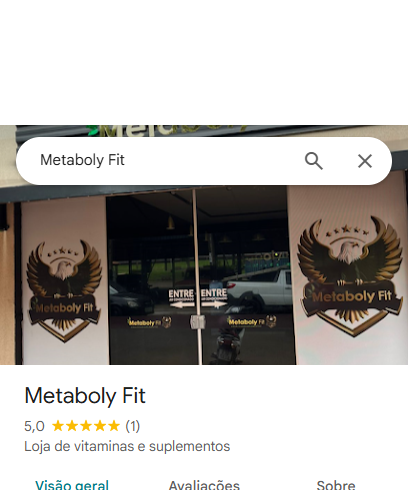 Metaboly Fit
ENTRE ENTRE
Metaboly Fit
Metaboly Fit
Metaboly Fit
Metaboly Fit
Metaboly Fit
5,0 ★★★★★ (1)
Loja de vitaminas e suplementos
Visão geral Avaliações Sobre